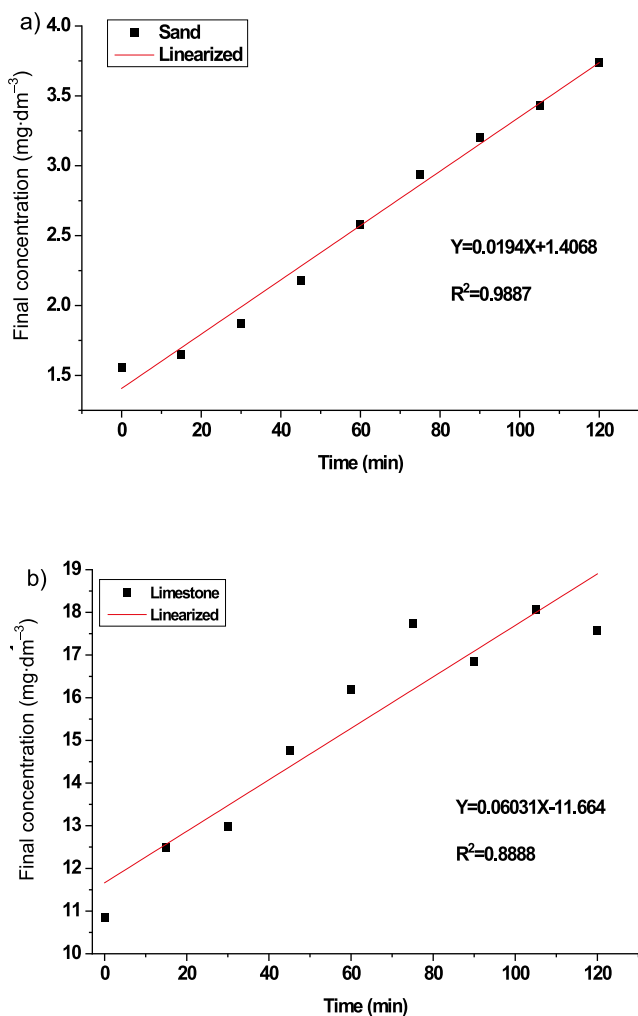 a)
Sand
Linearized
4.0
3.5
3.0
2.5
2.0
1.5
Final concentration (mg·dm⁻³)
Y=0.0194X+1.4068
R²=0.9887
0 20 40 60 80 100 120
Time (min)
b)
Limestone
Linearized
19
18
17
16
15
14
13
12
11
10
Final concentration (mg·dm⁻³)
Y=0.06031X-11.664
R²=0.8888
0 20 40 60 80 100 120
Time (min)